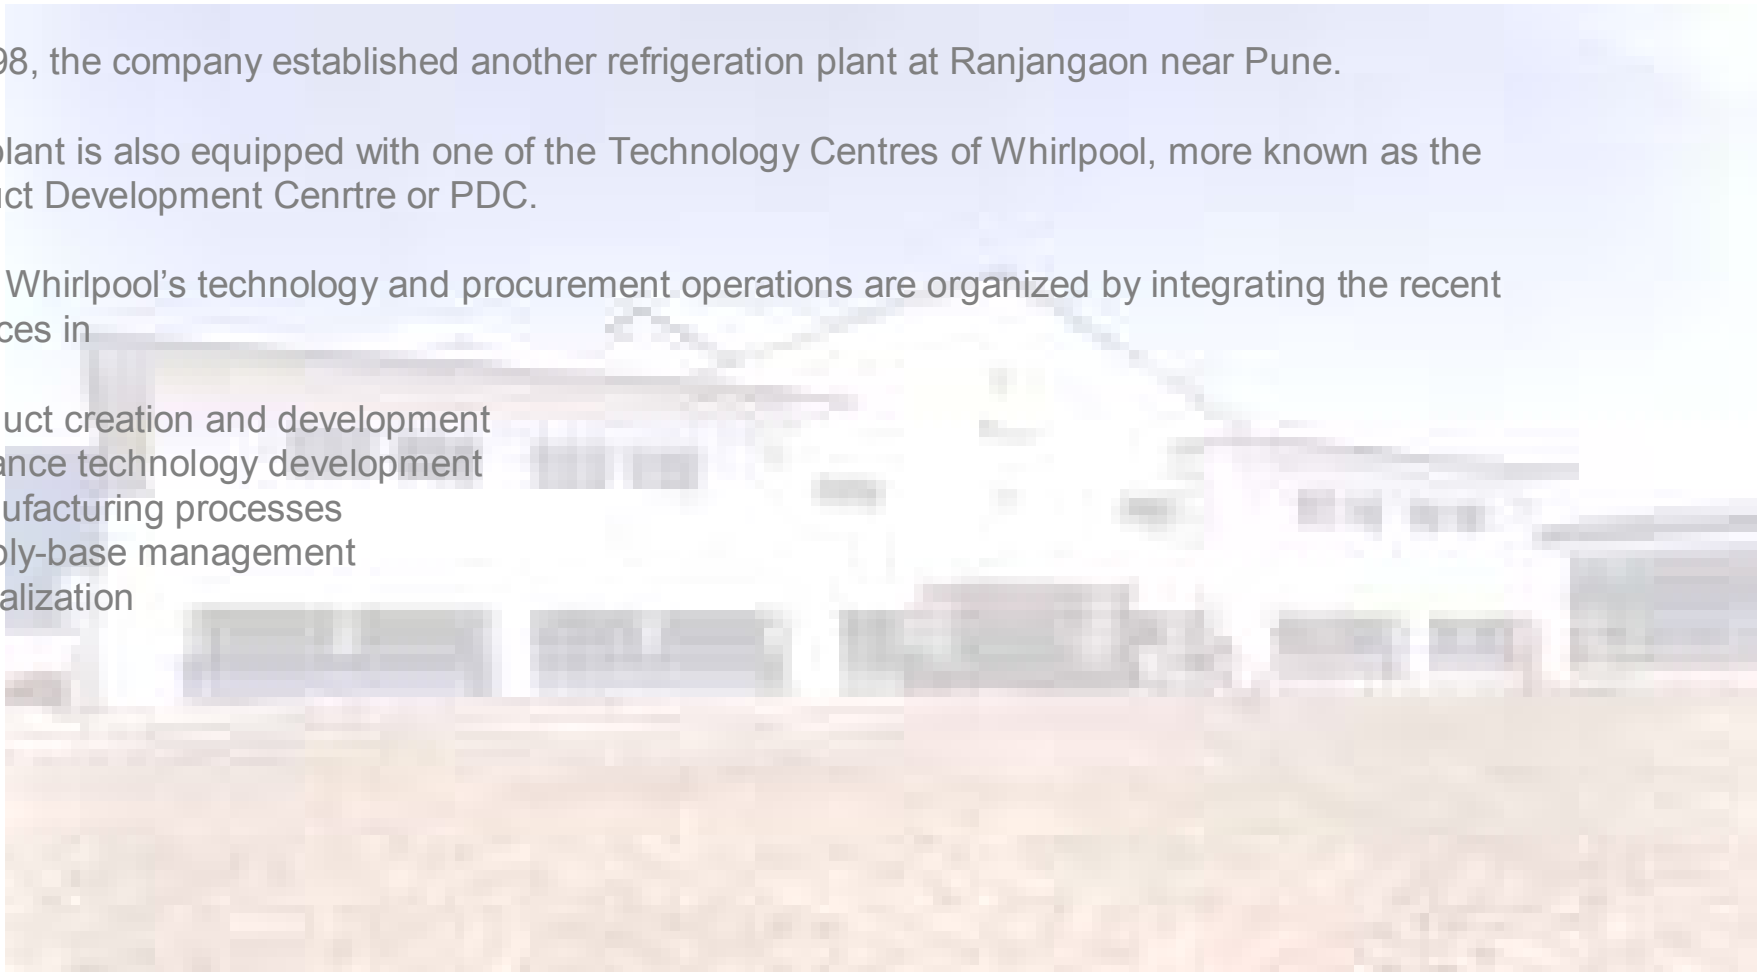 98, the company established another refrigeration plant at Ranjangaon near Pune.
plant is also equipped with one of the Technology Centres of Whirlpool, more known as the
uct Development Cenrtre or PDC.
Whirlpool’s technology and procurement operations are organized by integrating the recent
ces in
uct creation and development
ance technology development
ufacturing processes
ply-base management
alization